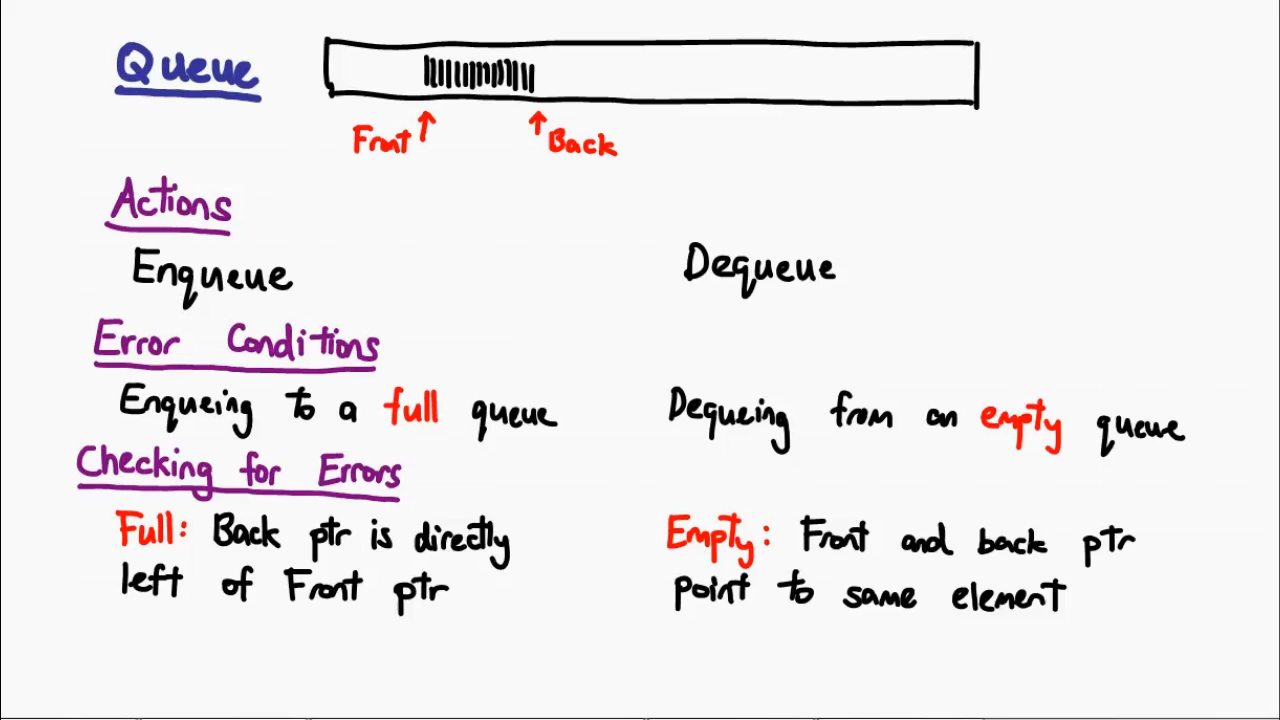 Queue
Front Back
Actions
Enqueue Dequeue
Error Conditions
Enqueing to a full queue Dequeing from an empty queue
Checking for Errors
Full: Back ptr is directly
left of Front ptr
Empty: Front and back ptr
point to same element